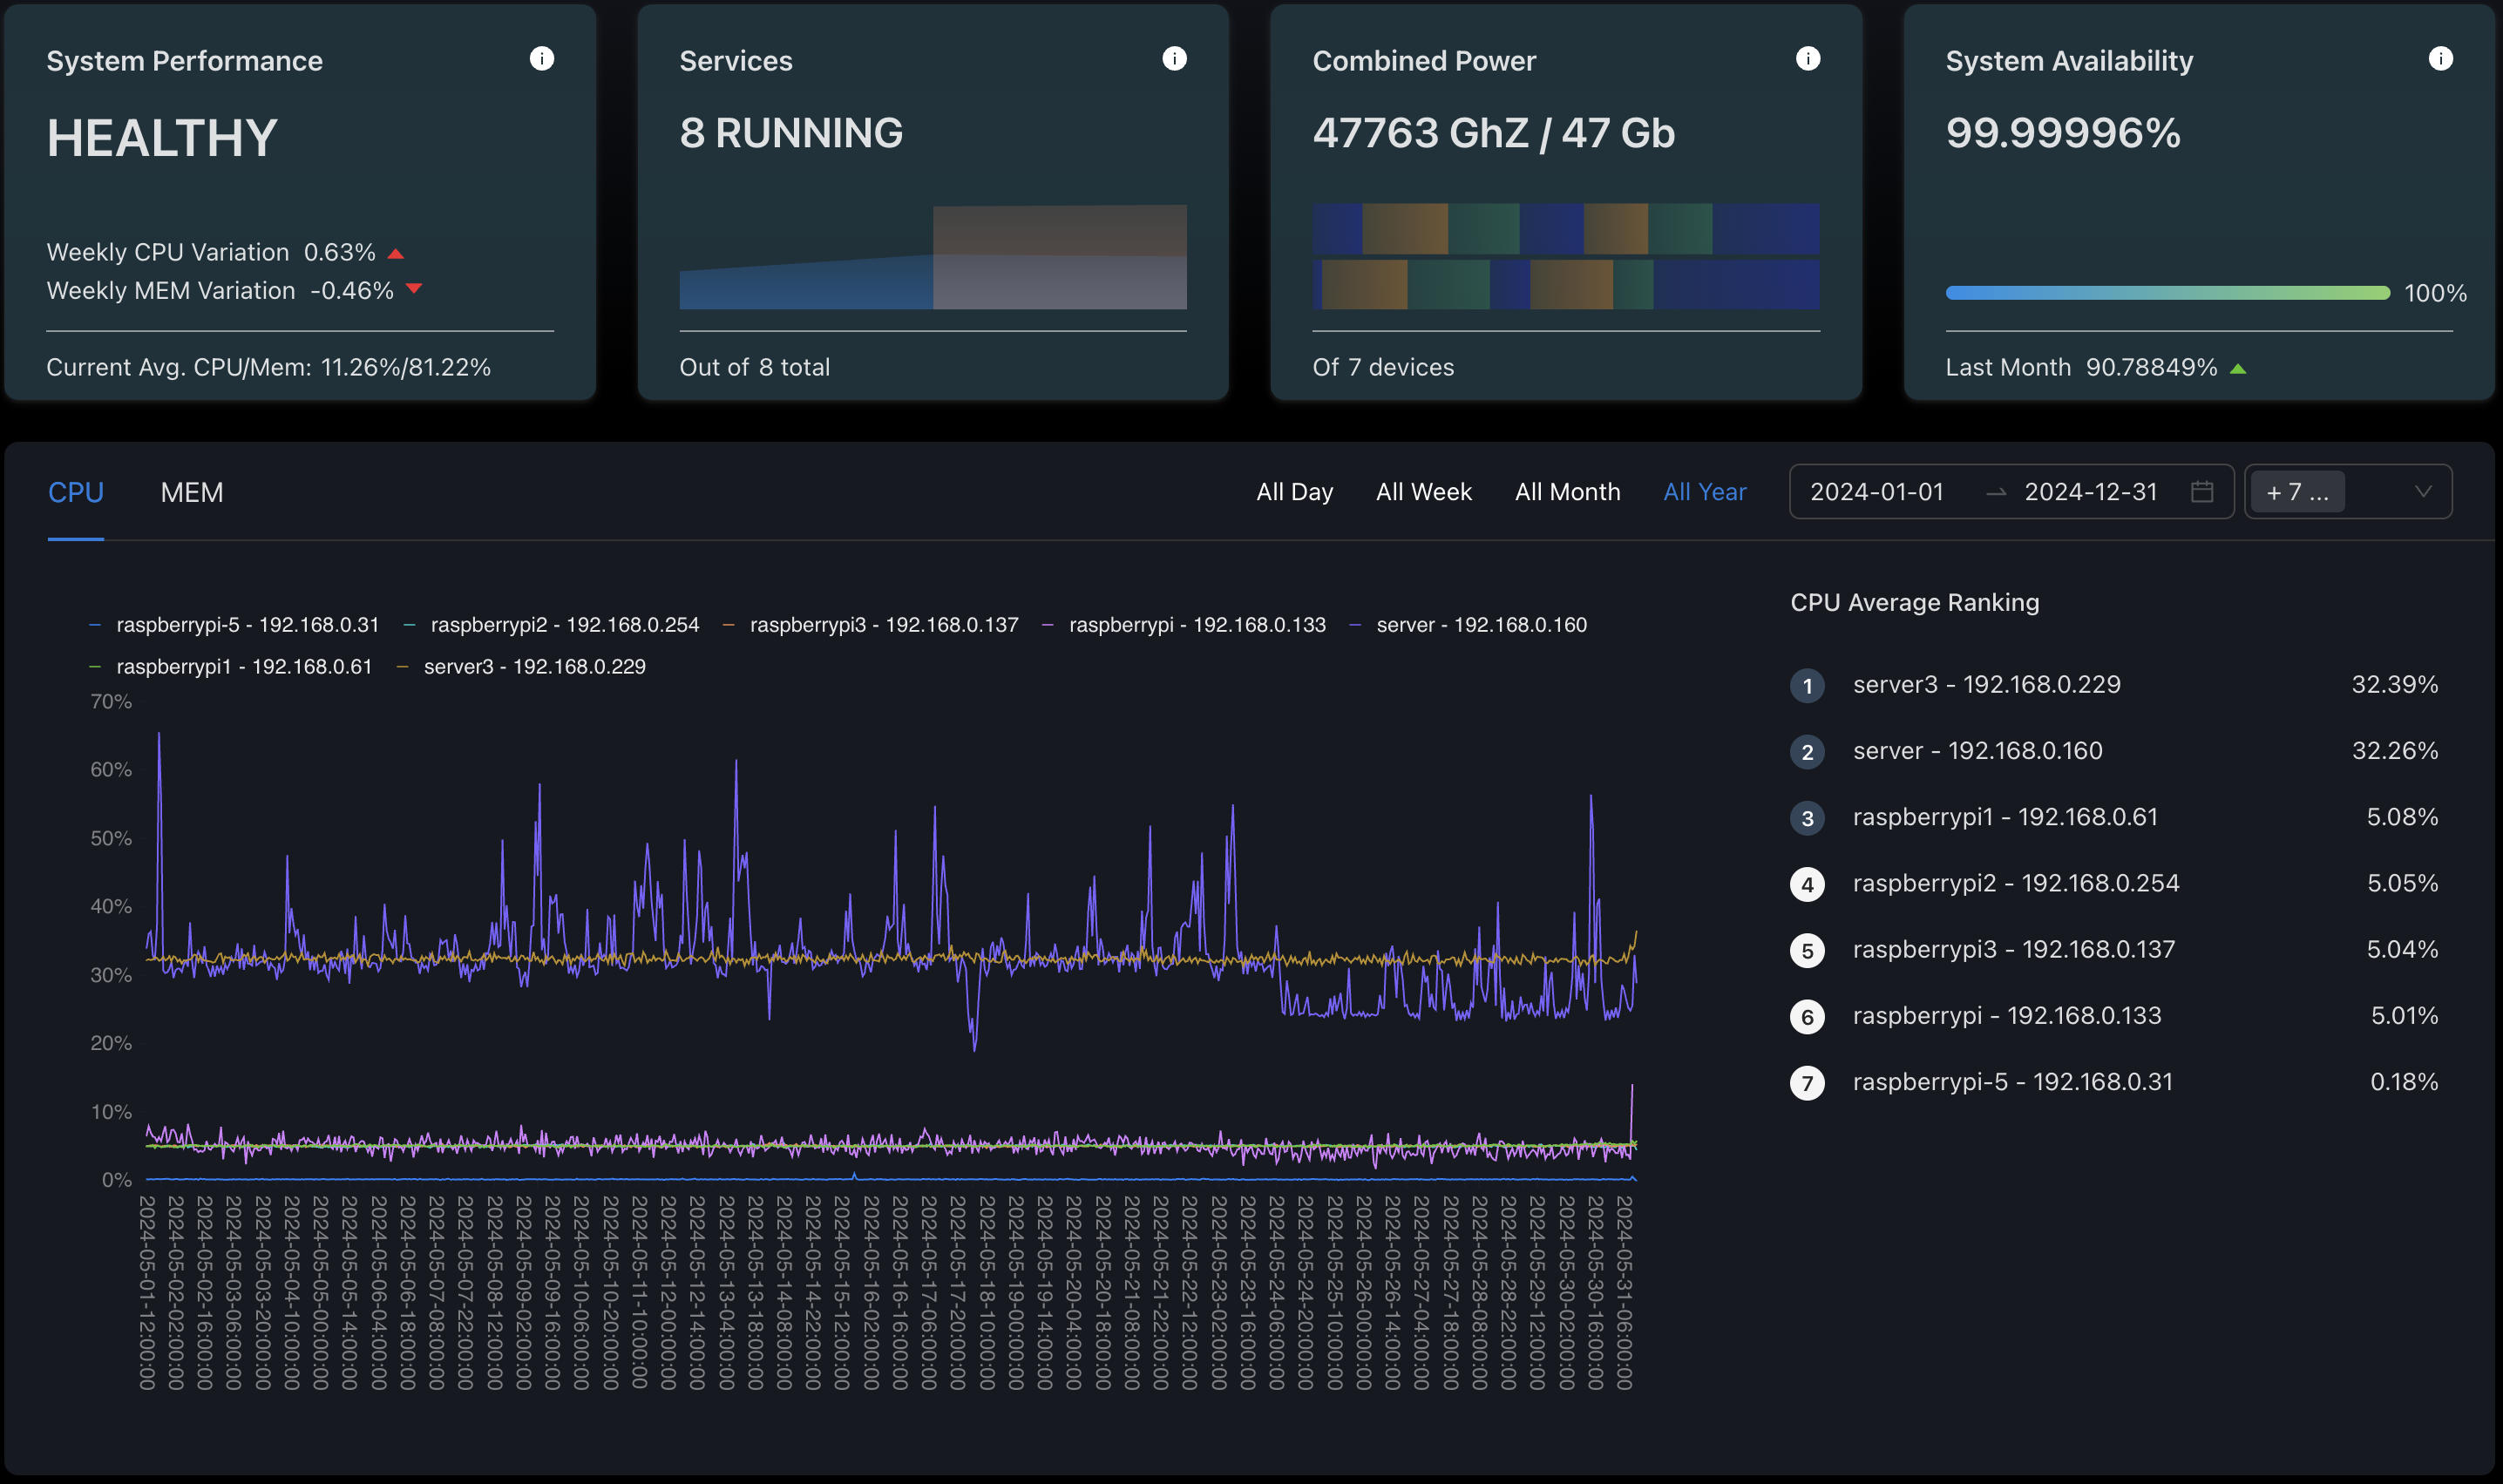 System Performance
HEALTHY
Weekly CPU Variation 0.63%
Weekly MEM Variation -0.46%
Current Avg. CPU/Mem: 11.26%/81.22%
Services
8 RUNNING
Out of 8 total
Combined Power
47763 GhZ / 47 Gb
Of 7 devices
System Availability
99.99996%
100%
Last Month 90.78849%
CPU MEM
All Day All Week All Month All Year 2024-01-01 2024-12-31 + 7 ...
raspberrypi-5 - 192.168.0.31 raspberrypi2 - 192.168.0.254 raspberrypi3 - 192.168.0.137 raspberrypi - 192.168.0.133 server - 192.168.0.160
raspberrypi1 - 192.168.0.61 server3 - 192.168.0.229
70%
60%
50%
40%
30%
20%
10%
0%
2024-05-01-12:00:00
2024-05-02-02:00:00
2024-05-02-16:00:00
2024-05-03-06:00:00
2024-05-03-20:00:00
2024-05-04-10:00:00
2024-05-05-00:00:00
2024-05-05-14:00:00
2024-05-06-04:00:00
2024-05-06-18:00:00
2024-05-07-08:00:00
2024-05-07-22:00:00
2024-05-08-12:00:00
2024-05-09-02:00:00
2024-05-09-16:00:00
2024-05-10-06:00:00
2024-05-10-20:00:00
2024-05-11-10:00:00
2024-05-12-00:00:00
2024-05-12-14:00:00
2024-05-13-04:00:00
2024-05-13-18:00:00
2024-05-14-08:00:00
2024-05-14-22:00:00
2024-05-15-12:00:00
2024-05-16-02:00:00
2024-05-16-16:00:00
2024-05-17-06:00:00
2024-05-17-20:00:00
2024-05-18-10:00:00
2024-05-19-00:00:00
2024-05-19-14:00:00
2024-05-20-04:00:00
2024-05-20-18:00:00
2024-05-21-08:00:00
2024-05-21-22:00:00
2024-05-22-12:00:00
2024-05-23-02:00:00
2024-05-23-16:00:00
2024-05-24-06:00:00
2024-05-24-20:00:00
2024-05-25-10:00:00
2024-05-26-00:00:00
2024-05-26-14:00:00
2024-05-27-04:00:00
2024-05-27-18:00:00
2024-05-28-08:00:00
2024-05-28-22:00:00
2024-05-29-12:00:00
2024-05-30-02:00:00
2024-05-30-16:00:00
2024-05-31-06:00:00
CPU Average Ranking
1 server3 - 192.168.0.229 32.39%
2 server - 192.168.0.160 32.26%
3 raspberrypi1 - 192.168.0.61 5.08%
4 raspberrypi2 - 192.168.0.254 5.05%
5 raspberrypi3 - 192.168.0.137 5.04%
6 raspberrypi - 192.168.0.133 5.01%
7 raspberrypi-5 - 192.168.0.31 0.18%